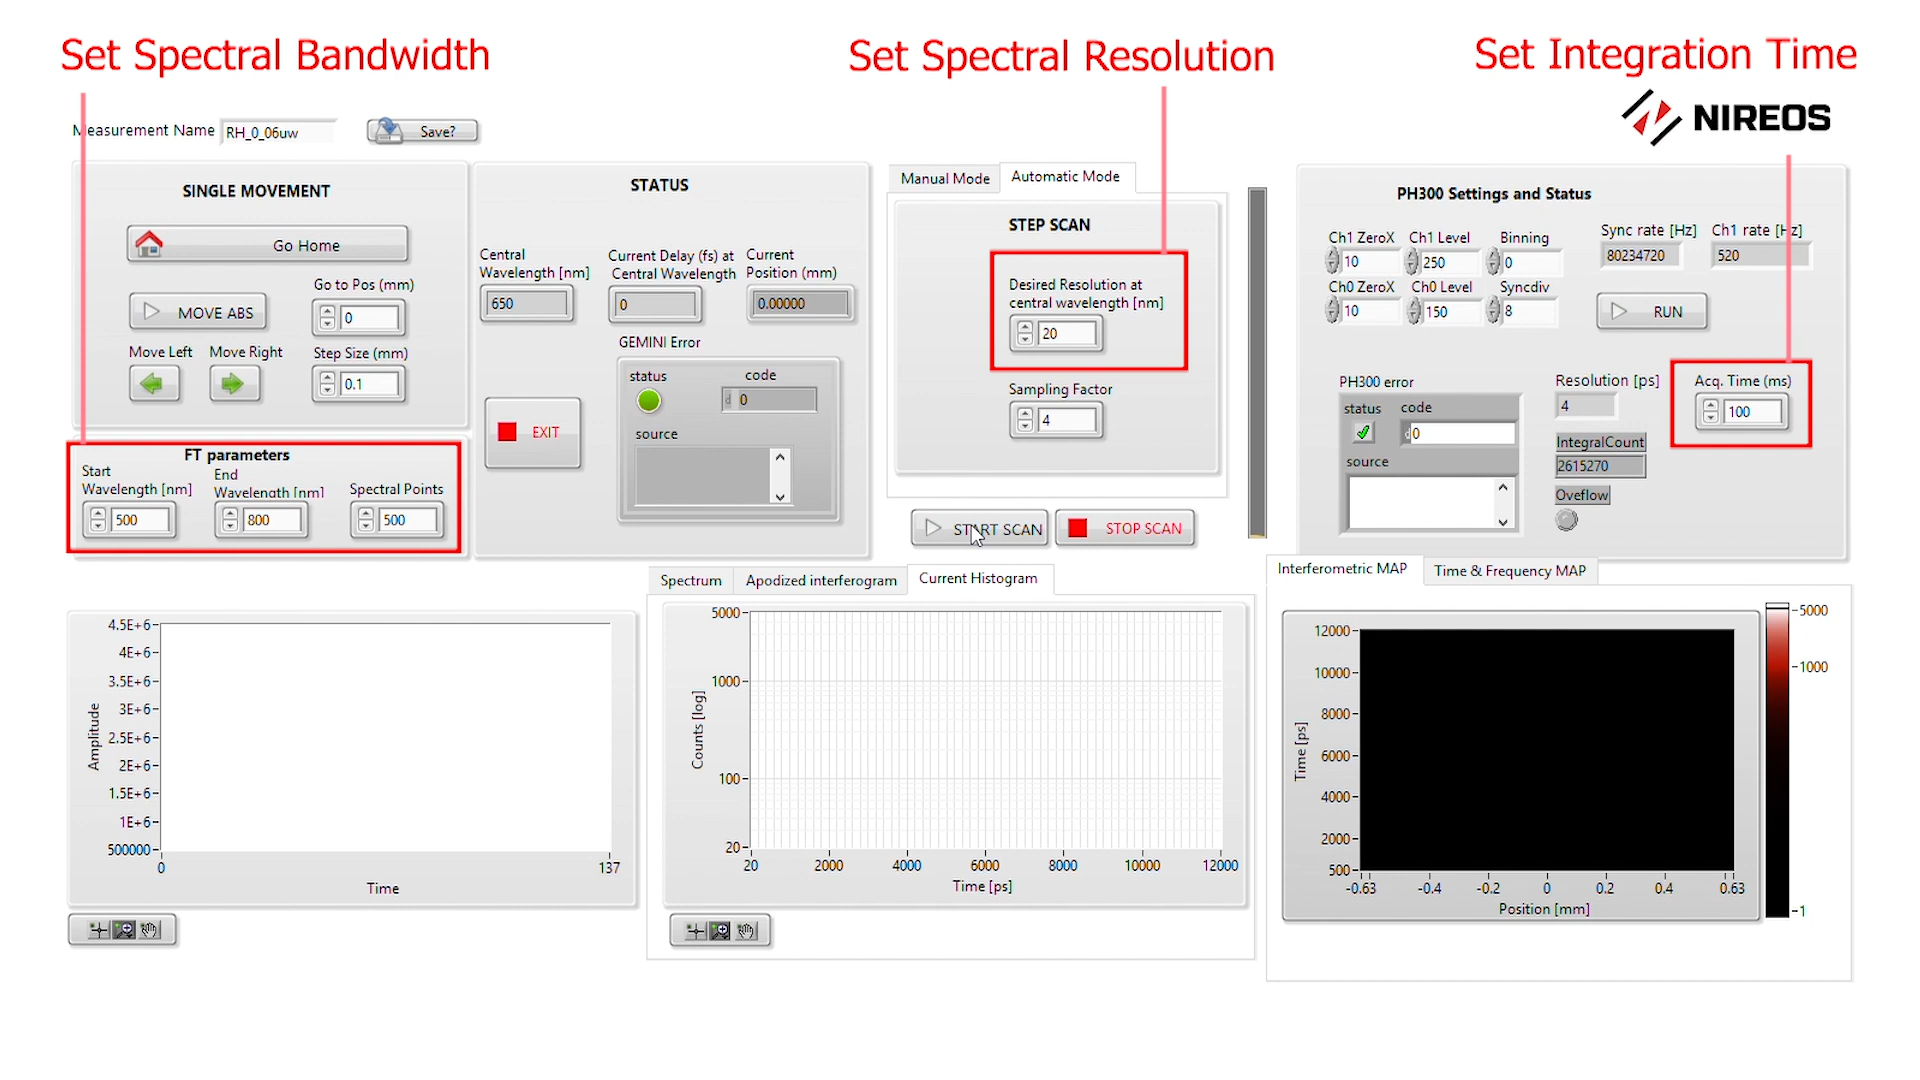 Set Spectral Bandwidth
Set Spectral Resolution
Set Integration Time
NIREOS
Measurement Name
RH_0_06uw
Save?
SINGLE MOVEMENT
Go Home
Go to Pos (mm)
MOVE ABS
0
Move Left
Move Right
Step Size (mm)
0.1
FT parameters
Start
Wavelength [nm]
End
Wavelength [nm]
Spectral Points
500
800
500
STATUS
Central
Wavelength [nm]
Current Delay (fs) at
Central Wavelength
Current
Position (mm)
650
0
0.00000
GEMINI Error
status
code
d 0
source
EXIT
Manual Mode
Automatic Mode
STEP SCAN
Desired Resolution at
central wavelength [nm]
20
Sampling Factor
4
START SCAN
STOP SCAN
PH300 Settings and Status
Ch1 ZeroX
Ch1 Level
Binning
Sync rate [Hz]
Ch1 rate [Hz]
10
250
0
80234720
520
Ch0 ZeroX
Ch0 Level
Syncdiv
10
150
8
RUN
PH300 error
status
code
d0
source
Resolution [ps]
4
Acq. Time (ms)
100
IntegralCount
2615270
Oveflow
4.5E+6
4E+6
3.5E+6
3E+6
2.5E+6
2E+6
1.5E+6
1E+6
500000
Amplitude
0
137
Time
Spectrum
Apodized interferogram
Current Histogram
5000
1000
100
20
Counts [log]
20
2000
4000
6000
8000
10000
12000
Time [ps]
Interferometric MAP
Time & Frequency MAP
12000
10000
8000
6000
4000
2000
500
Time [ps]
-0.63
-0.4
-0.2
0
0.2
0.4
0.63
Position [mm]
5000
1000
1